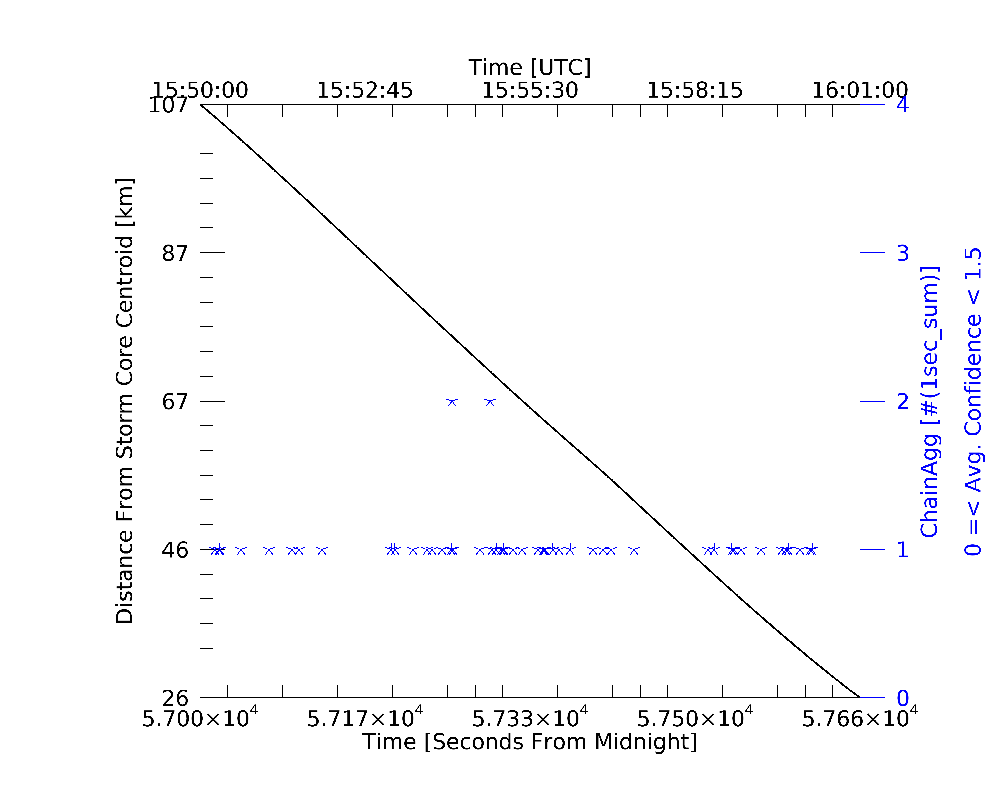 Time [UTC]
15:50:00 15:52:45 15:55:30 15:58:15 16:01:00
107
87
67
46
26
Distance From Storm Core Centroid [km]
4
3
2
1
0
ChainAgg [#(1sec_sum)]
0 =< Avg. Confidence < 1.5
5.700×10⁴ 5.717×10⁴ 5.733×10⁴ 5.750×10⁴ 5.766×10⁴
Time [Seconds From Midnight]